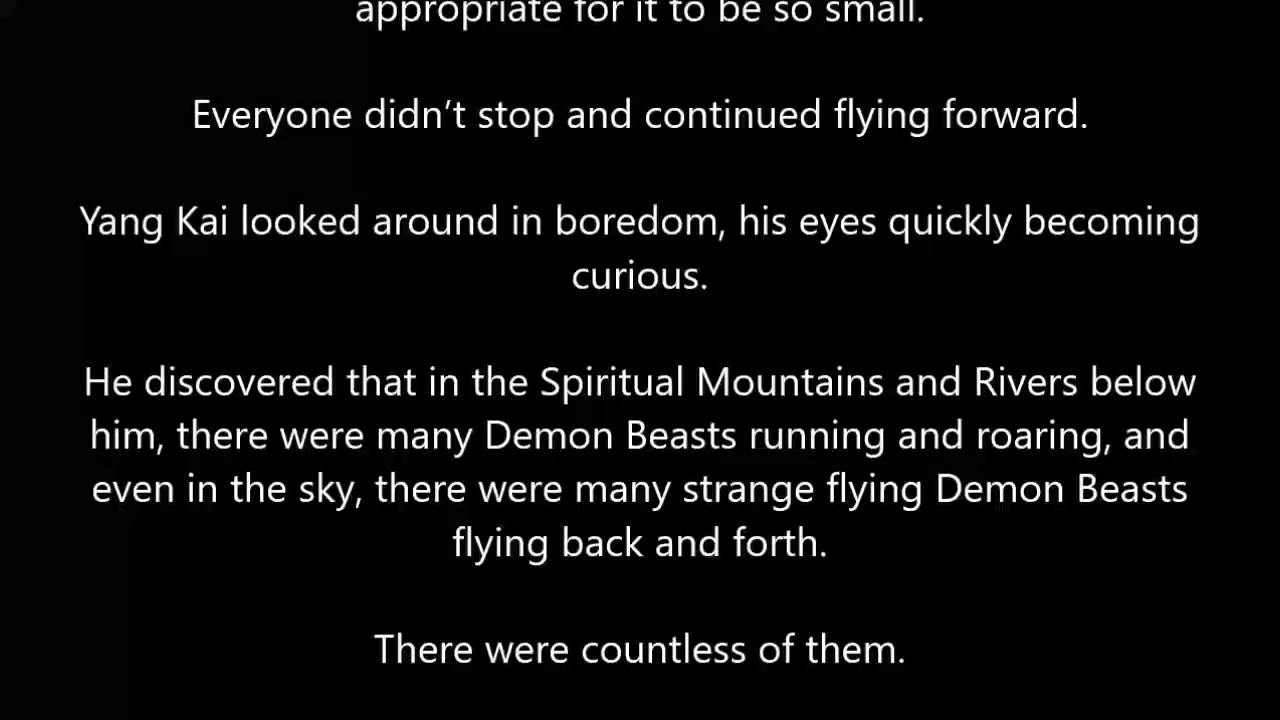 appropriate for it to be so small.
Everyone didn’t stop and continued flying forward.
Yang Kai looked around in boredom, his eyes quickly becoming
curious.
He discovered that in the Spiritual Mountains and Rivers below
him, there were many Demon Beasts running and roaring, and
even in the sky, there were many strange flying Demon Beasts
flying back and forth.
There were countless of them.